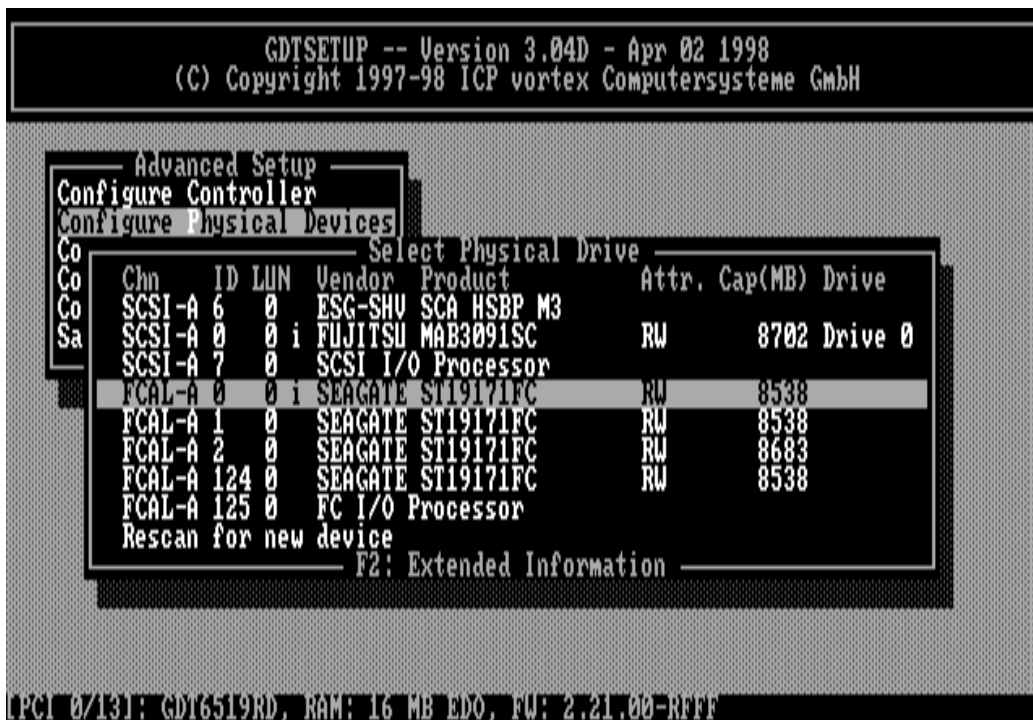 GDTSETUP -- Version 3.04D - Apr 02 1998
(C) Copyright 1997-98 ICP vortex Computersysteme GmbH
Advanced Setup
Configure Controller
Configure Physical Devices
Co
Co
Co
Sa
Select Physical Drive
Chn ID LUN Vendor Product Attr. Cap(MB) Drive
SCSI-A 6 0 ESG-SHV SCA HSBP M3
SCSI-A 0 0 i FUJITSU MAB3091SC RW 8702 Drive 0
SCSI-A 7 0 SCSI I/O Processor
FCAL-A 0 0 i SEAGATE ST19171FC RW 8538
FCAL-A 1 0 SEAGATE ST19171FC RW 8538
FCAL-A 2 0 SEAGATE ST19171FC RW 8683
FCAL-A 124 0 SEAGATE ST19171FC RW 8538
FCAL-A 125 0 FC I/O Processor
Rescan for new device
F2: Extended Information
[PCI 0/13]: GDT6519RD, RAM: 16 MB EDO, FW: 2.21.00-RFFF